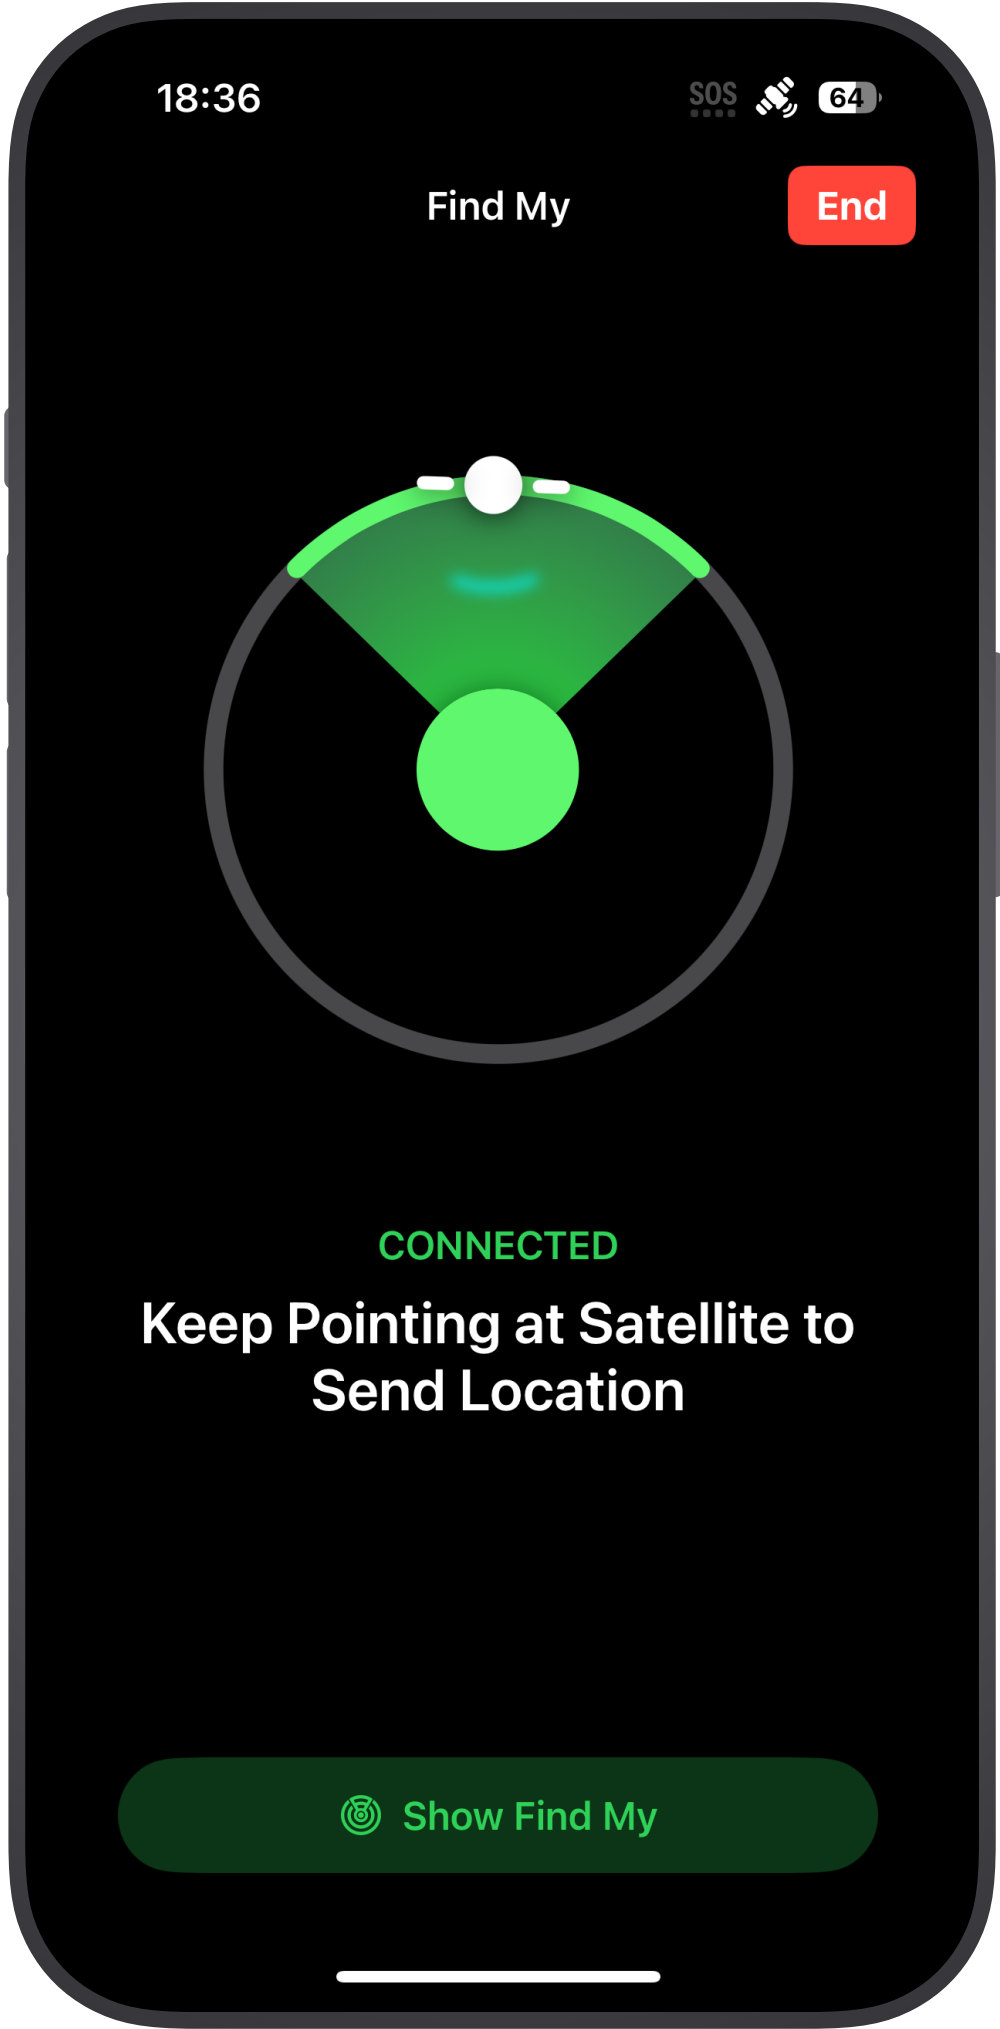 18:36
SOS
64
Find My
End
CONNECTED
Keep Pointing at Satellite to
Send Location
Show Find My